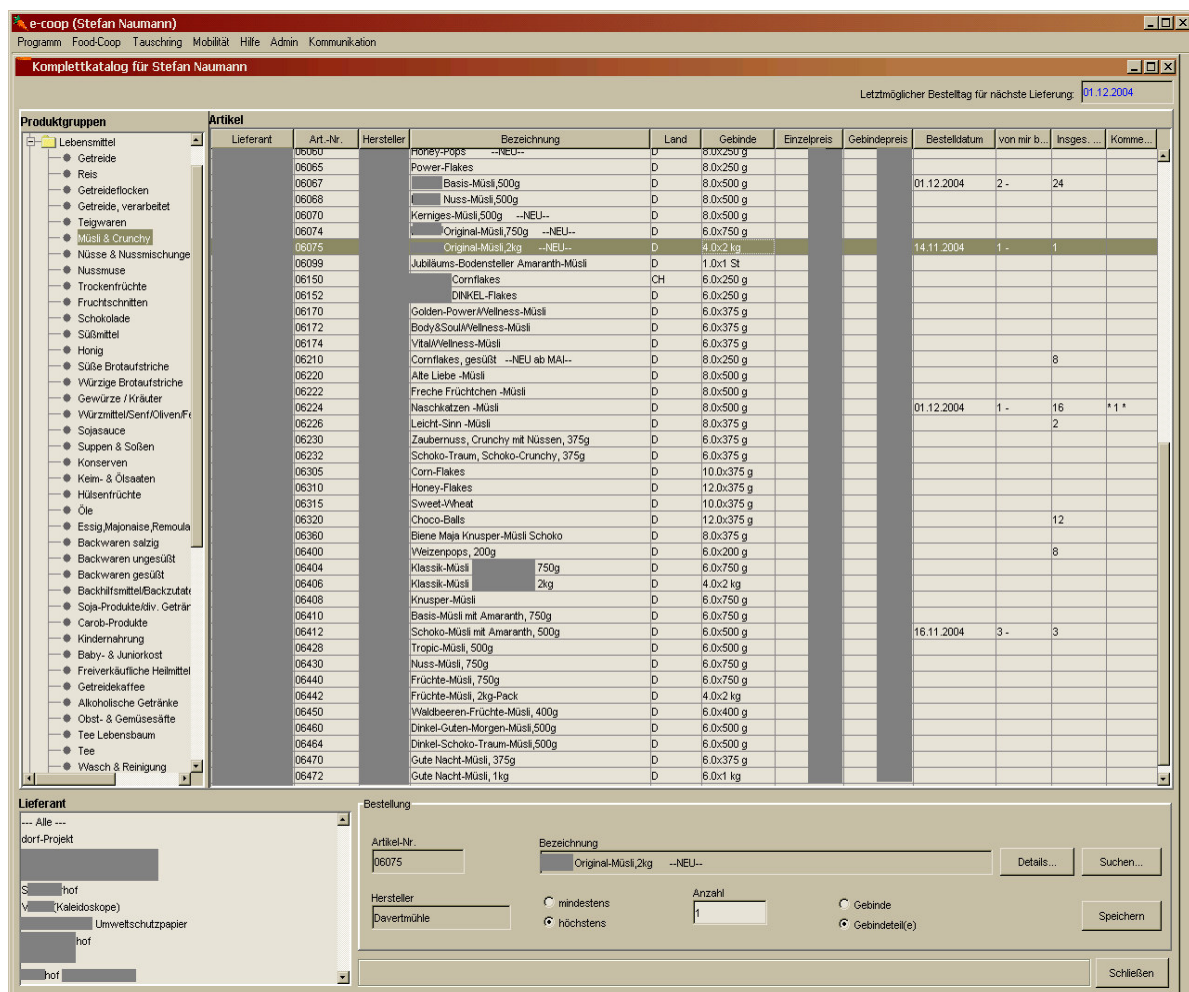 e-coop (Stefan Naumann)
Programm Food-Coop Tauschring Mobilität Hilfe Admin Kommunikation
Komplettkatalog für Stefan Naumann
Letztmöglicher Bestelltag für nächste Lieferung: 01.12.2004
Produktgruppen
Lebensmittel
Getreide
Reis
Getreideflocken
Getreide, verarbeitet
Teigwaren
Müsli & Crunchy
Nüsse & Nussmischunge
Nussmuse
Trockenfrüchte
Fruchtschnitten
Schokolade
Süßmittel
Honig
Süße Brotaufstriche
Würzige Brotaufstriche
Gewürze / Kräuter
Würzmittel/Senf/Oliven/Fe
Sojasauce
Suppen & Soßen
Konserven
Keim- & Ölsaaten
Hülsenfrüchte
Öle
Essig,Majonaise,Remoula
Backwaren salzig
Backwaren ungesüßt
Backwaren gesüßt
Backhilfsmittel/Backzutate
Soja-Produkte/div. Geträr
Carob-Produkte
Kindernahrung
Baby- & Juniorkost
Freiverkäufliche Heilmittel
Getreidekaffee
Alkoholische Getränke
Obst- & Gemüsesäfte
Tee Lebensbaum
Tee
Wasch & Reinigung
Artikel
Lieferant Art.-Nr. Hersteller Bezeichnung Land Gebinde Einzelpreis Gebindepreis Bestelldatum von mir b... Insges. ... Komme...
06060 Honey-Pops --NEU-- D 8.0x250 g
06065 Power-Flakes D 8.0x250 g
06067 Basis-Müsli,500g D 8.0x500 g 01.12.2004 2 - 24
06068 Nuss-Müsli,500g D 8.0x500 g
06070 Kerniges-Müsli,500g --NEU-- D 8.0x500 g
06074 Original-Müsli,750g --NEU-- D 6.0x750 g
06075 Original-Müsli,2kg --NEU-- D 4.0x2 kg 14.11.2004 1 - 1
06099 Jubiläums-Bodensteller Amaranth-Müsli D 1.0x1 St
06150 Cornflakes CH 6.0x250 g
06152 DINKEL-Flakes D 6.0x250 g
06170 Golden-Power/Wellness-Müsli D 6.0x375 g
06172 Body&Soul/Wellness-Müsli D 6.0x375 g
06174 Vital/Wellness-Müsli D 6.0x375 g
06210 Cornflakes, gesüßt --NEU ab MAI-- D 8.0x250 g 8
06220 Alte Liebe -Müsli D 8.0x500 g
06222 Freche Früchtchen -Müsli D 8.0x500 g
06224 Naschkatzen -Müsli D 8.0x500 g 01.12.2004 1 - 16 * 1 *
06226 Leicht-Sinn -Müsli D 8.0x375 g 2
06230 Zaubernuss, Crunchy mit Nüssen, 375g D 6.0x375 g
06232 Schoko-Traum, Schoko-Crunchy, 375g D 6.0x375 g
06305 Corn-Flakes D 10.0x375 g
06310 Honey-Flakes D 12.0x375 g
06315 Sweet-Wheat D 10.0x375 g
06320 Choco-Balls D 12.0x375 g 12
06360 Biene Maja Knusper-Müsli Schoko D 8.0x375 g
06400 Weizenpops, 200g D 6.0x200 g 8
06404 Klassik-Müsli 750g D 6.0x750 g
06406 Klassik-Müsli 2kg D 4.0x2 kg
06408 Knusper-Müsli D 6.0x750 g
06410 Basis-Müsli mit Amaranth, 750g D 6.0x750 g
06412 Schoko-Müsli mit Amaranth, 500g D 6.0x500 g 16.11.2004 3 - 3
06428 Tropic-Müsli, 500g D 6.0x500 g
06430 Nuss-Müsli, 750g D 6.0x750 g
06440 Früchte-Müsli, 750g D 6.0x750 g
06442 Früchte-Müsli, 2kg-Pack D 4.0x2 kg
06450 Waldbeeren-Früchte-Müsli, 400g D 6.0x400 g
06460 Dinkel-Guten-Morgen-Müsli,500g D 6.0x500 g
06464 Dinkel-Schoko-Traum-Müsli,500g D 6.0x500 g
06470 Gute Nacht-Müsli, 375g D 6.0x375 g
06472 Gute Nacht-Müsli, 1kg D 6.0x1 kg
Lieferant
--- Alle ---
dorf-Projekt
S hof
V (Kaleidoskope)
Umweltschutzpapier
hof
hof
Bestellung
Artikel-Nr. Bezeichnung
06075 Original-Müsli,2kg --NEU-- Details... Suchen...
Hersteller Anzahl
Davertmühle mindestens 1 Gebinde
höchstens Gebindeteil(e) Speichern
Schließen